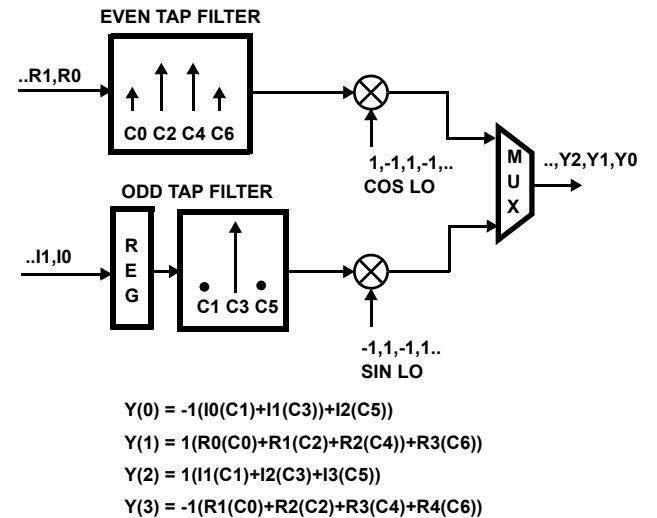 EVEN TAP FILTER
..R1,R0
C0 C2 C4 C6
1,-1,1,-1,..
COS LO
MUX
..,Y2,Y1,Y0
ODD TAP FILTER
..I1,I0
REG
C1 C3 C5
-1,1,-1,1..
SIN LO
Y(0) = -1(I0(C1)+I1(C3))+I2(C5))
Y(1) = 1(R0(C0)+R1(C2)+R2(C4))+R3(C6))
Y(2) = 1(I1(C1)+I2(C3)+I3(C5))
Y(3) = -1(R1(C0)+R2(C2)+R3(C4)+R4(C6))